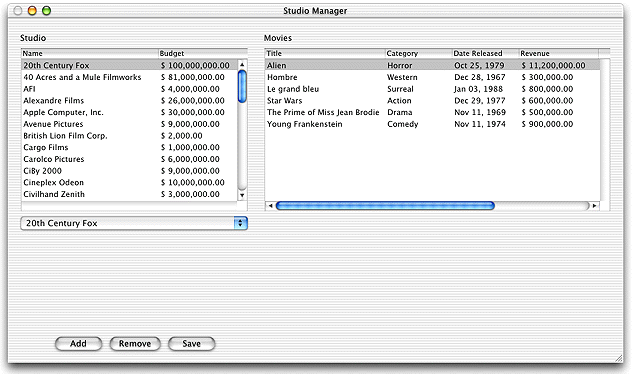 Studio Manager
Studio
Name Budget
20th Century Fox $ 100,000,000.00
40 Acres and a Mule Filmworks $ 81,000,000.00
AFI $ 4,000,000.00
Alexandre Films $ 26,000,000.00
Apple Computer, Inc. $ 30,000,000.00
Avenue Pictures $ 9,000,000.00
British Lion Film Corp. $ 2,000.00
Cargo Films $ 1,000,000.00
Carolco Pictures $ 6,000,000.00
CiBy 2000 $ 9,000,000.00
Cineplex Odeon $ 10,000,000.00
Civilhand Zenith $ 3,000,000.00
20th Century Fox
Movies
Title Category Date Released Revenue
Alien Horror Oct 25, 1979 $ 11,200,000.00
Hombre Western Dec 28, 1967 $ 300,000.00
Le grand bleu Surreal Jan 03, 1988 $ 800,000.00
Star Wars Action Dec 29, 1977 $ 600,000.00
The Prime of Miss Jean Brodie Drama Nov 11, 1969 $ 500,000.00
Young Frankenstein Comedy Nov 11, 1974 $ 900,000.00
Add Remove Save